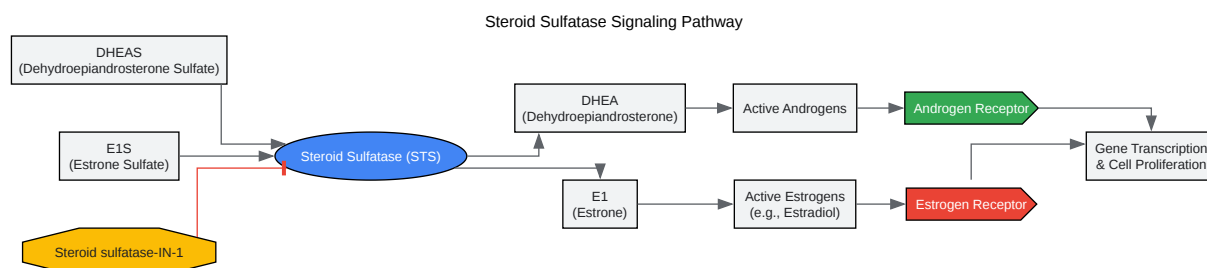 Steroid Sulfatase Signaling Pathway
DHEAS
(Dehydroepiandrosterone Sulfate)
E1S
(Estrone Sulfate)
Steroid sulfatase-IN-1
Steroid Sulfatase (STS)
DHEA
(Dehydroepiandrosterone)
E1
(Estrone)
Active Androgens
Active Estrogens
(e.g., Estradiol)
Androgen Receptor
Estrogen Receptor
Gene Transcription
& Cell Proliferation